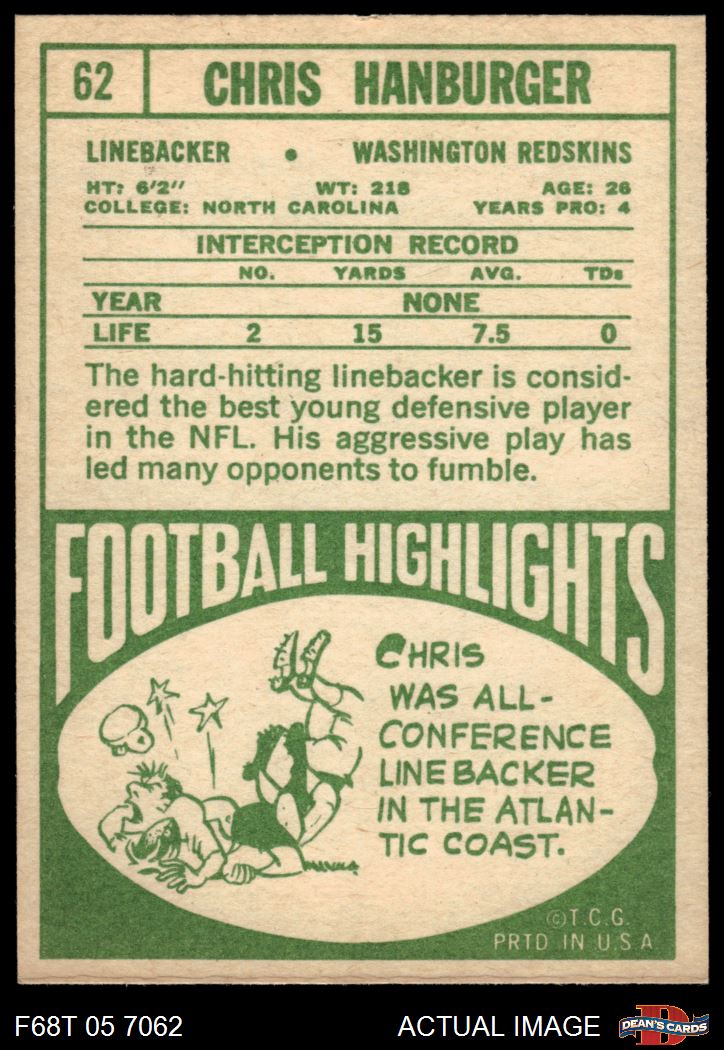 62 CHRIS HANBURGER
LINEBACKER • WASHINGTON REDSKINS
HT: 6'2" WT: 218 AGE: 26
COLLEGE: NORTH CAROLINA YEARS PRO: 4
INTERCEPTION RECORD
NO. YARDS AVG. TDs
YEAR NONE
LIFE 2 15 7.5 0
The hard-hitting linebacker is consid-
ered the best young defensive player
in the NFL. His aggressive play has
led many opponents to fumble.
FOOTBALL HIGHLIGHTS
CHRIS
WAS ALL-
CONFERENCE
LINEBACKER
IN THE ATLAN-
TIC COAST.
©T.C.G.
PRTD IN U.S.A
F68T 05 7062 ACTUAL IMAGE D DEAN'S CARDS